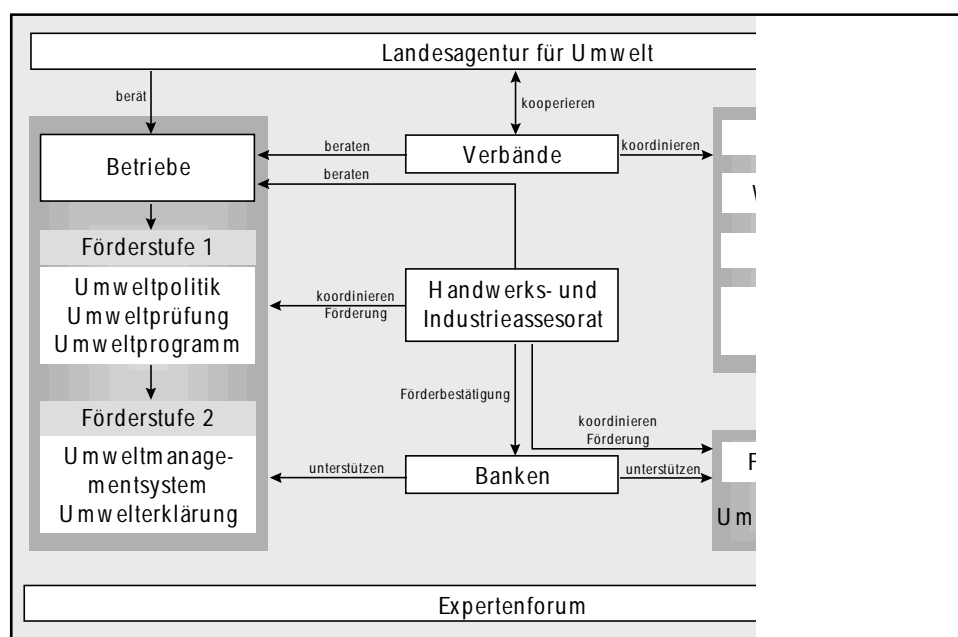 Landesagentur für Umwelt
berät
kooperieren
Betriebe
beraten
beraten
Verbände
koordinieren
Förderstufe 1
Umweltpolitik
Umweltprüfung
Umweltprogramm
koordinieren
Förderung
Handwerks- und
Industrieassesorat
Förderbestätigung
koordinieren
Förderung
Förderstufe 2
Umweltmanage-
mentsystem
Umwelterklärung
unterstützen
Banken
unterstützen
Expertenforum